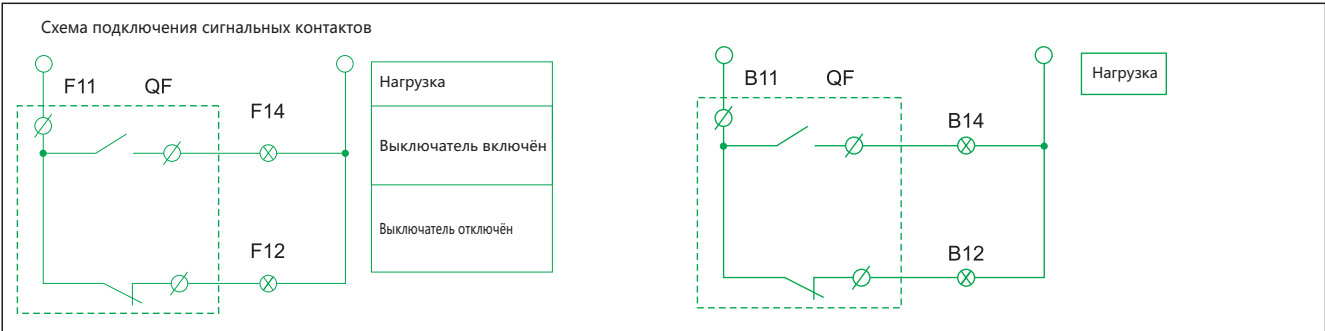 Схема подключения сигнальных контактов
F11 QF
F14
F12
Нагрузка
Выключатель включён
Выключатель отключён
B11 QF
B14
B12
Нагрузка